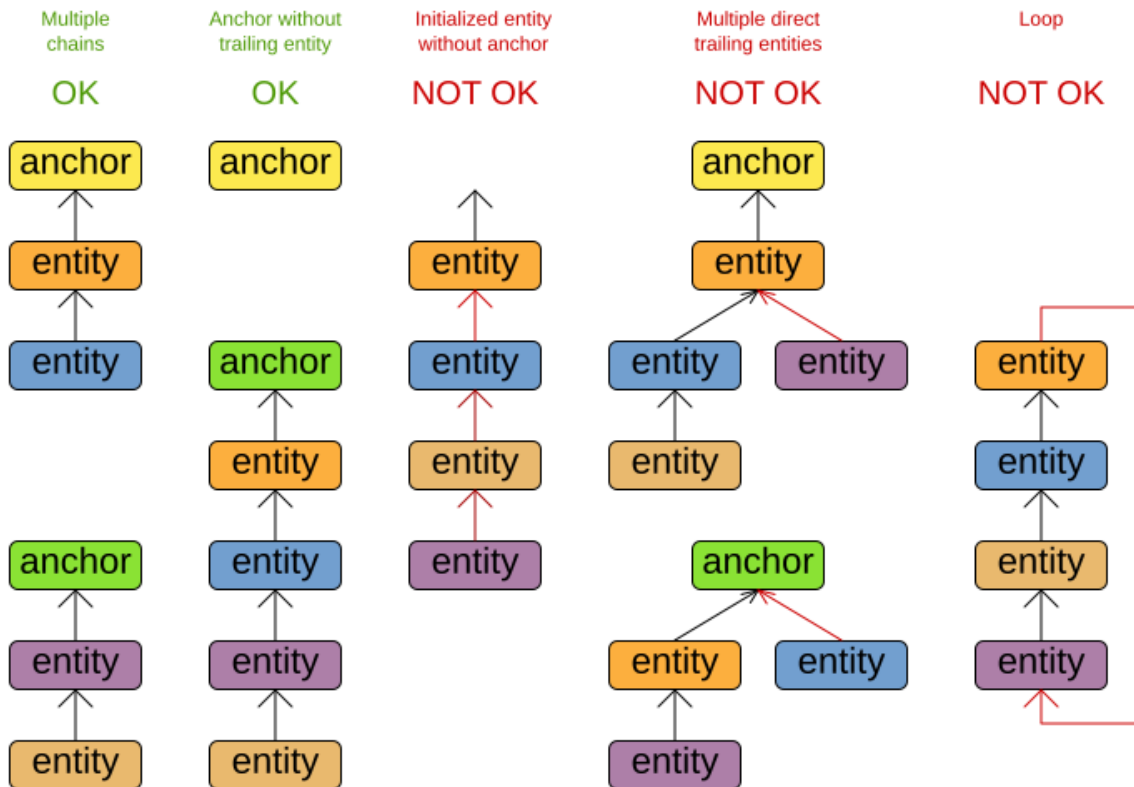 Multiple
chains
OK
anchor
entity
entity
anchor
entity
entity
Anchor without
trailing entity
OK
anchor
anchor
entity
entity
entity
entity
Initialized entity
without anchor
NOT OK
entity
entity
entity
entity
Multiple direct
trailing entities
NOT OK
anchor
entity
entity
entity
entity
anchor
entity
entity
entity
Loop
NOT OK
entity
entity
entity
entity